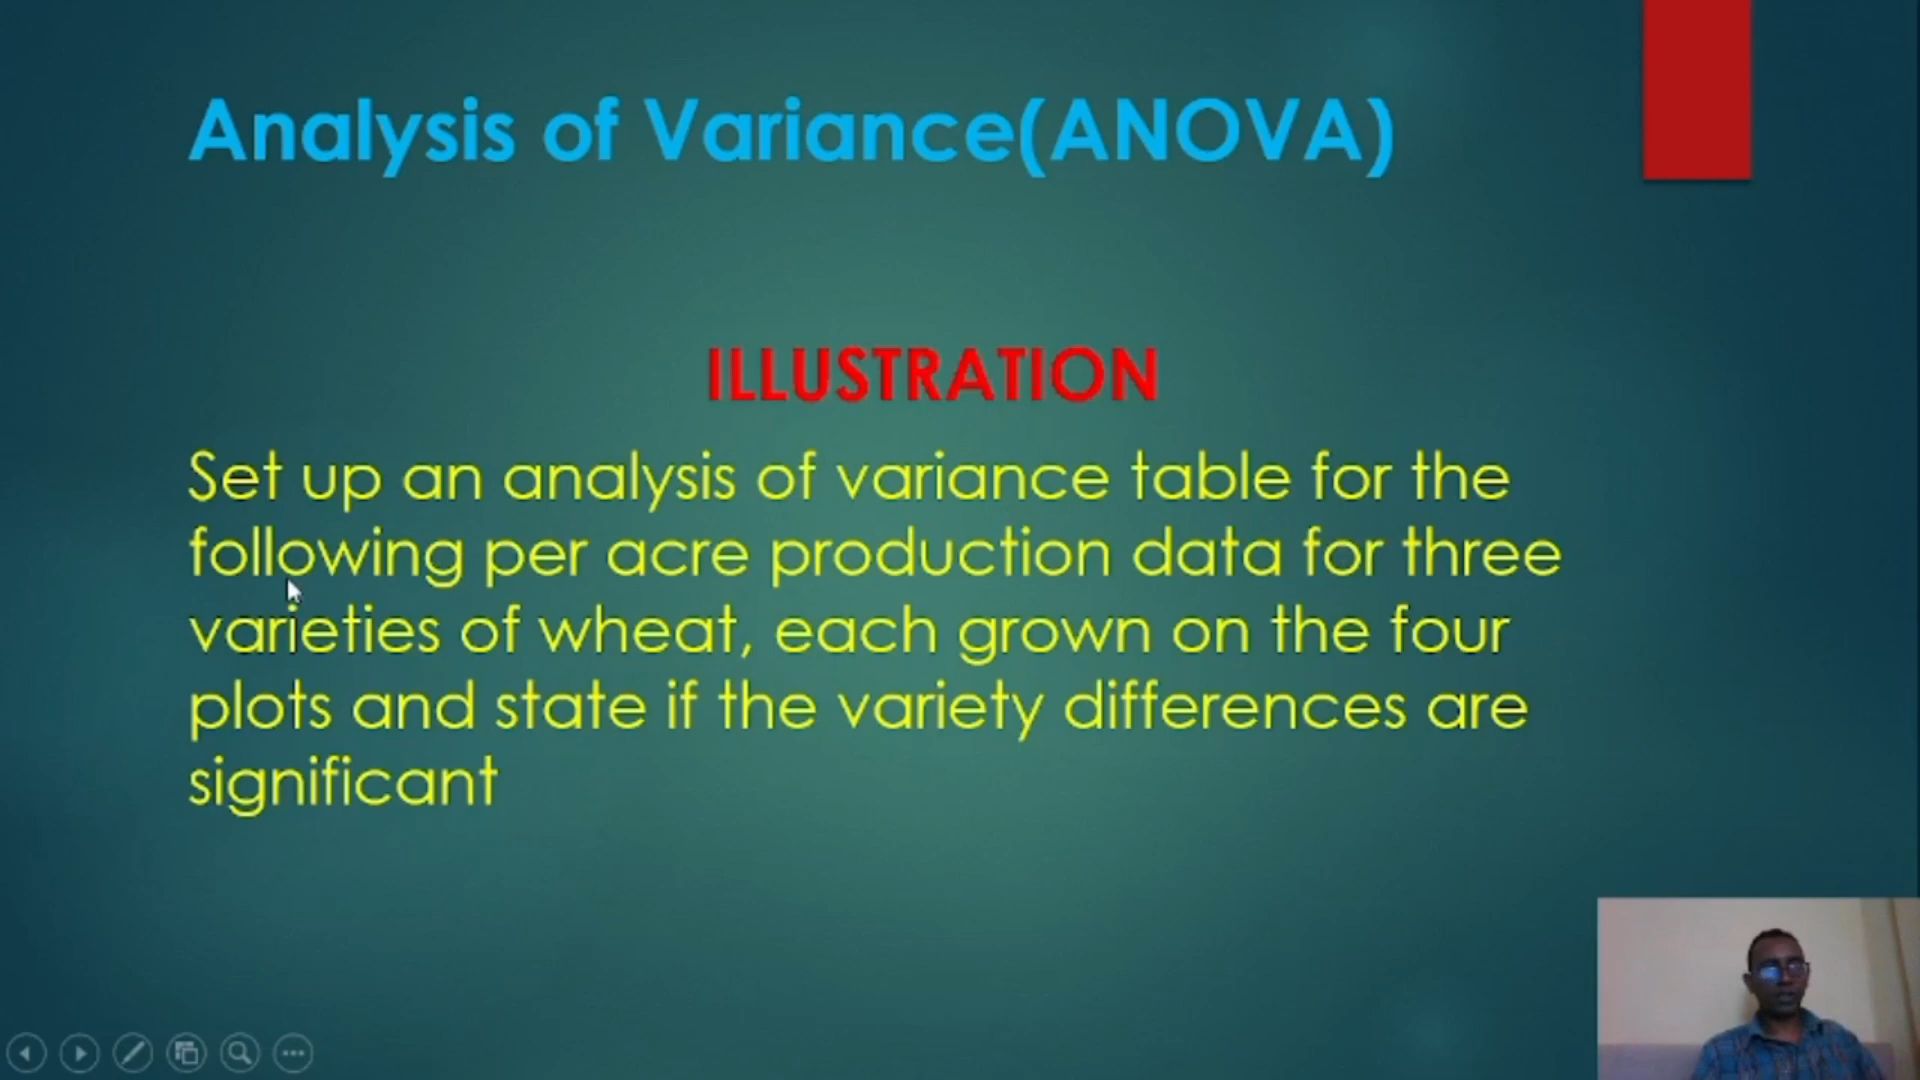 Analysis of Variance(ANOVA)
ILLUSTRATION
Set up an analysis of variance table for the
following per acre production data for three
varieties of wheat, each grown on the four
plots and state if the variety differences are
significant